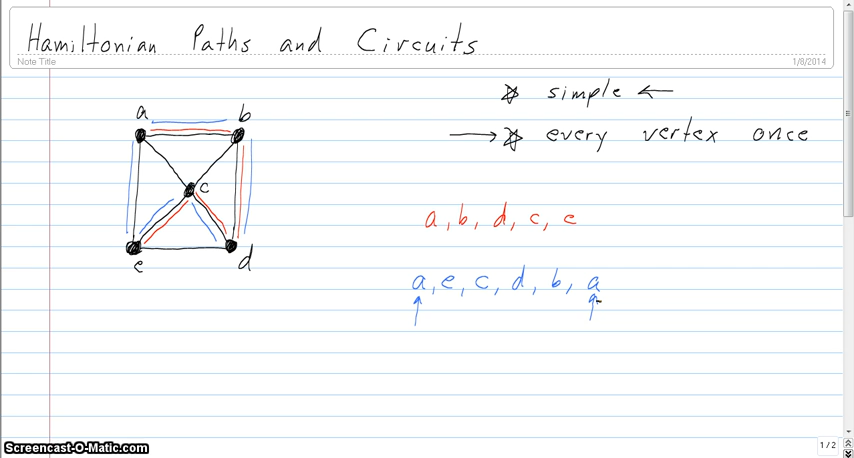 Hamiltonian Paths and Circuits
Note Title
1/8/2014
simple ←
→ every vertex once
a
b
c
e
d
a, b, d, c, e
a, e, c, d, b, a
1/2
Screencast-O-Matic.com